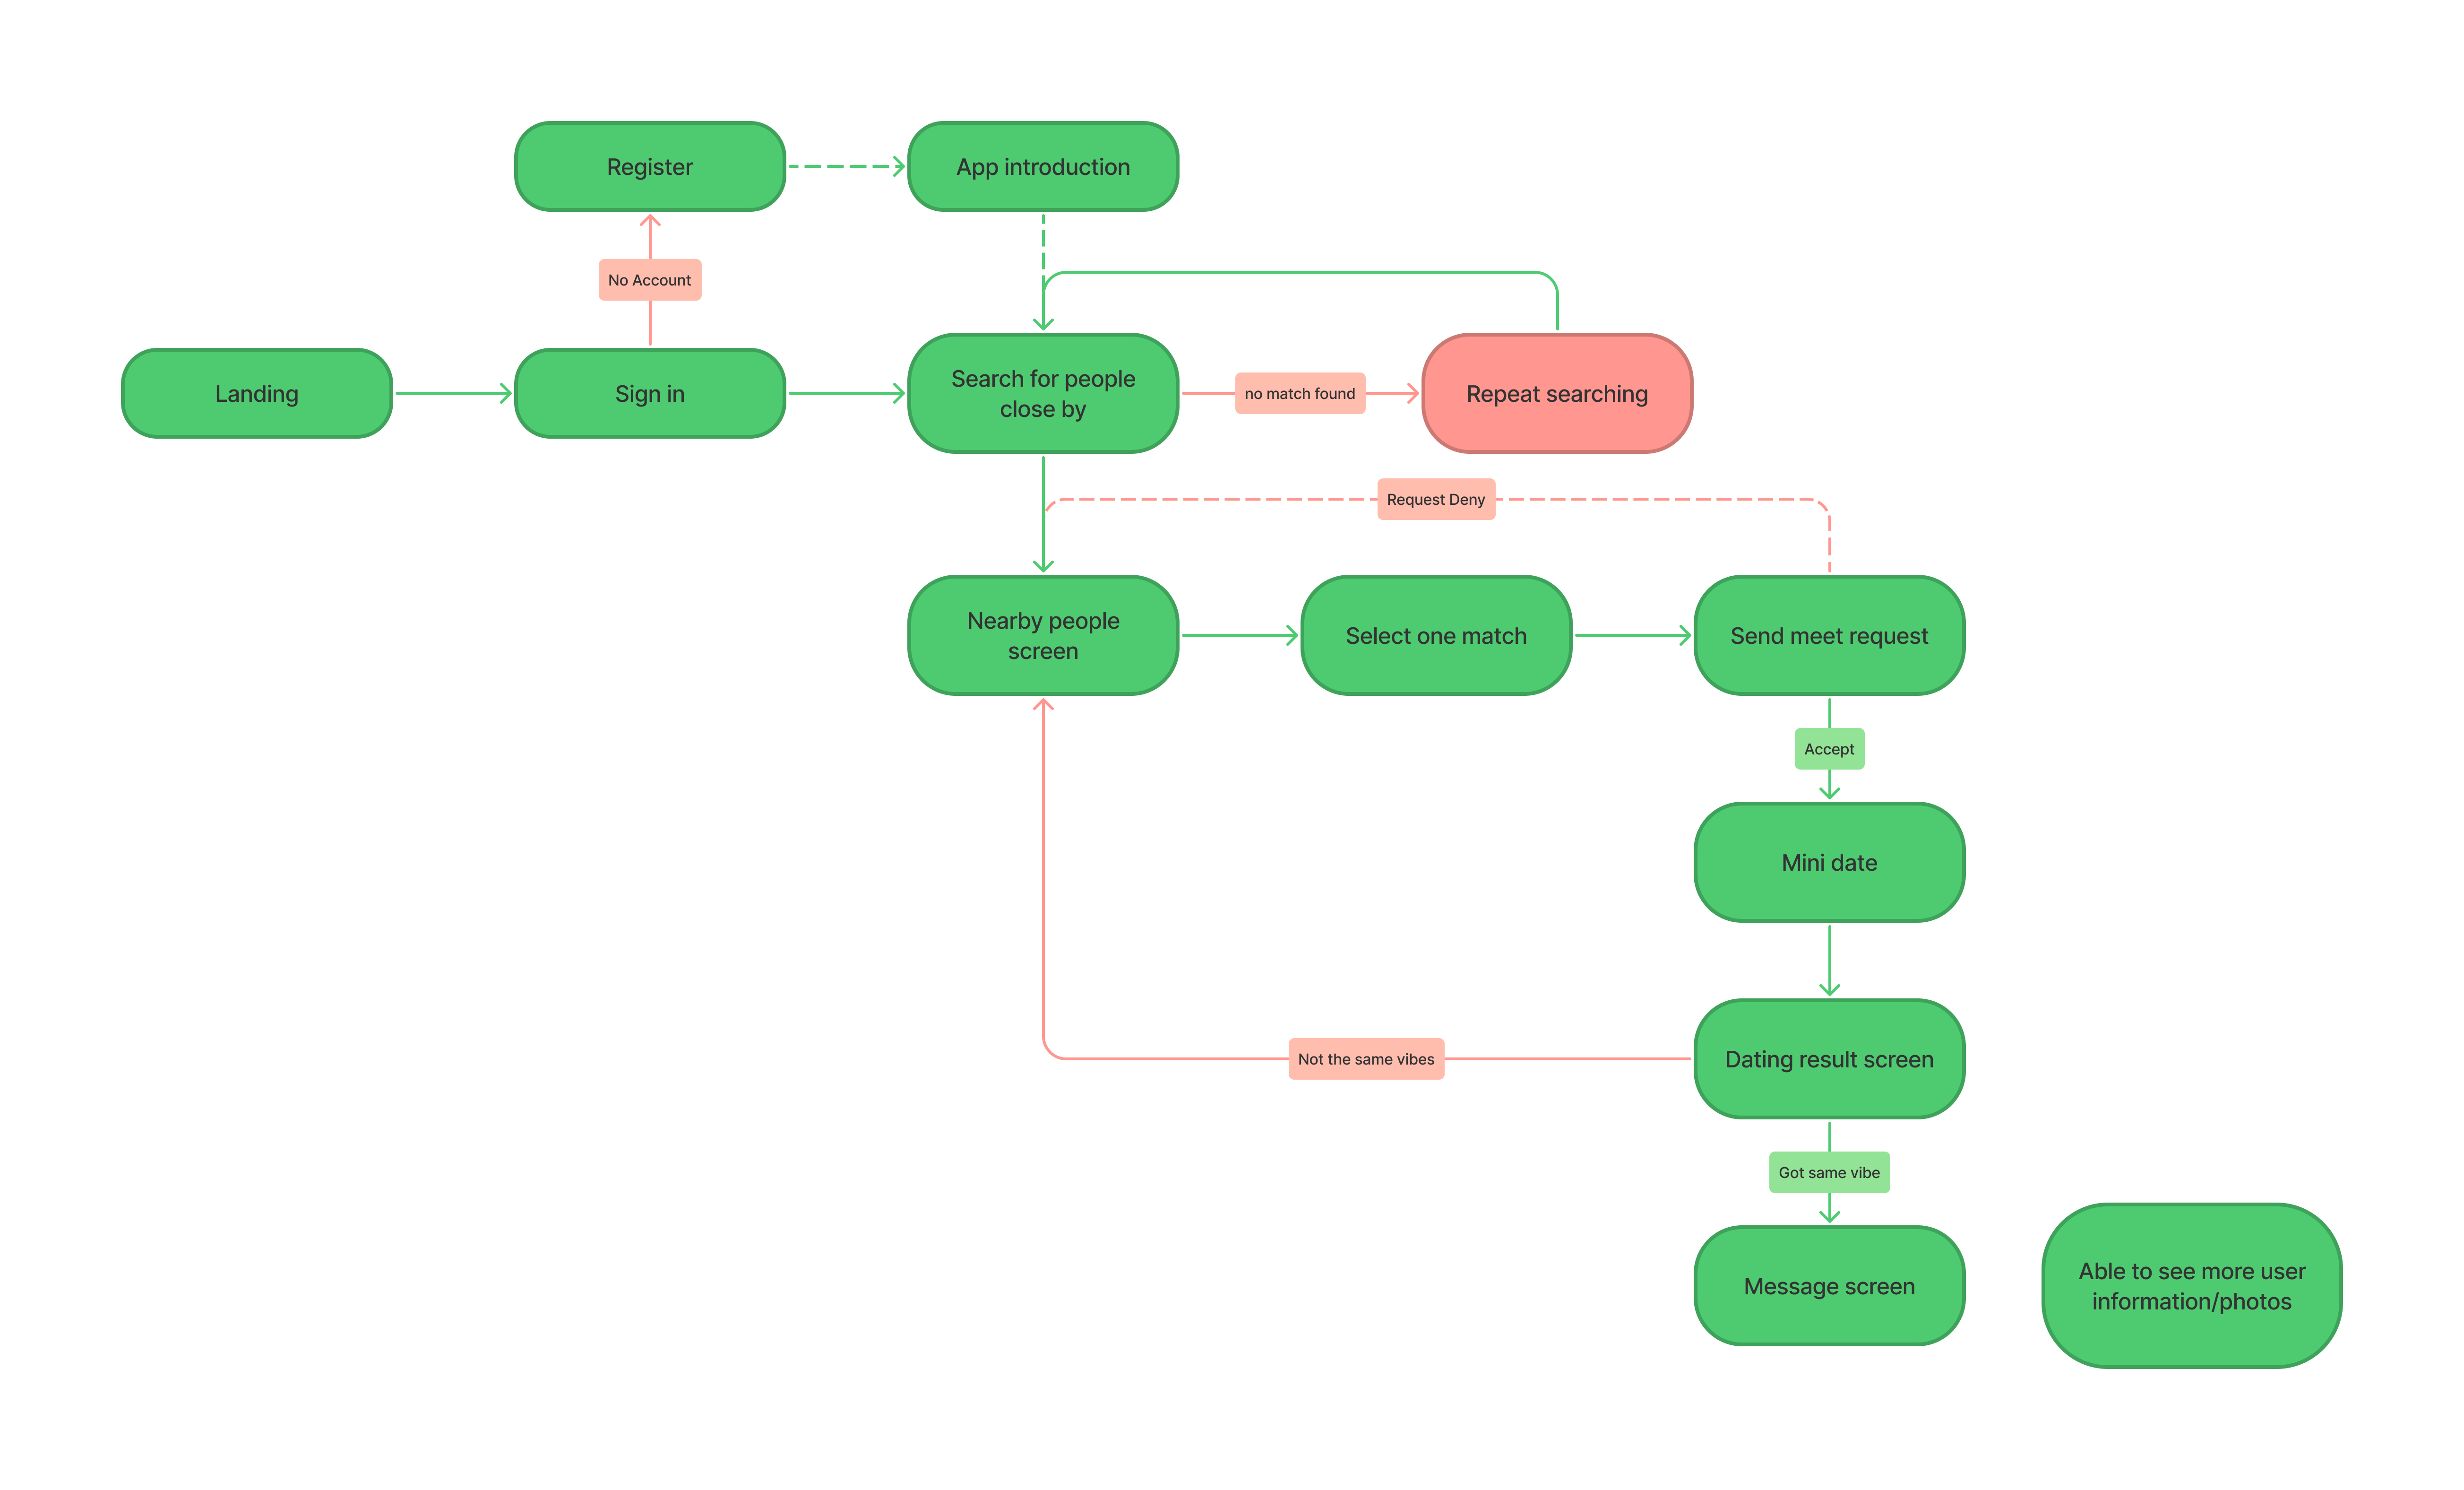 Register
App introduction
No Account
Landing
Sign in
Search for people
close by
no match found
Repeat searching
Request Deny
Nearby people
screen
Select one match
Send meet request
Accept
Mini date
Not the same vibes
Dating result screen
Got same vibe
Message screen
Able to see more user
information/photos